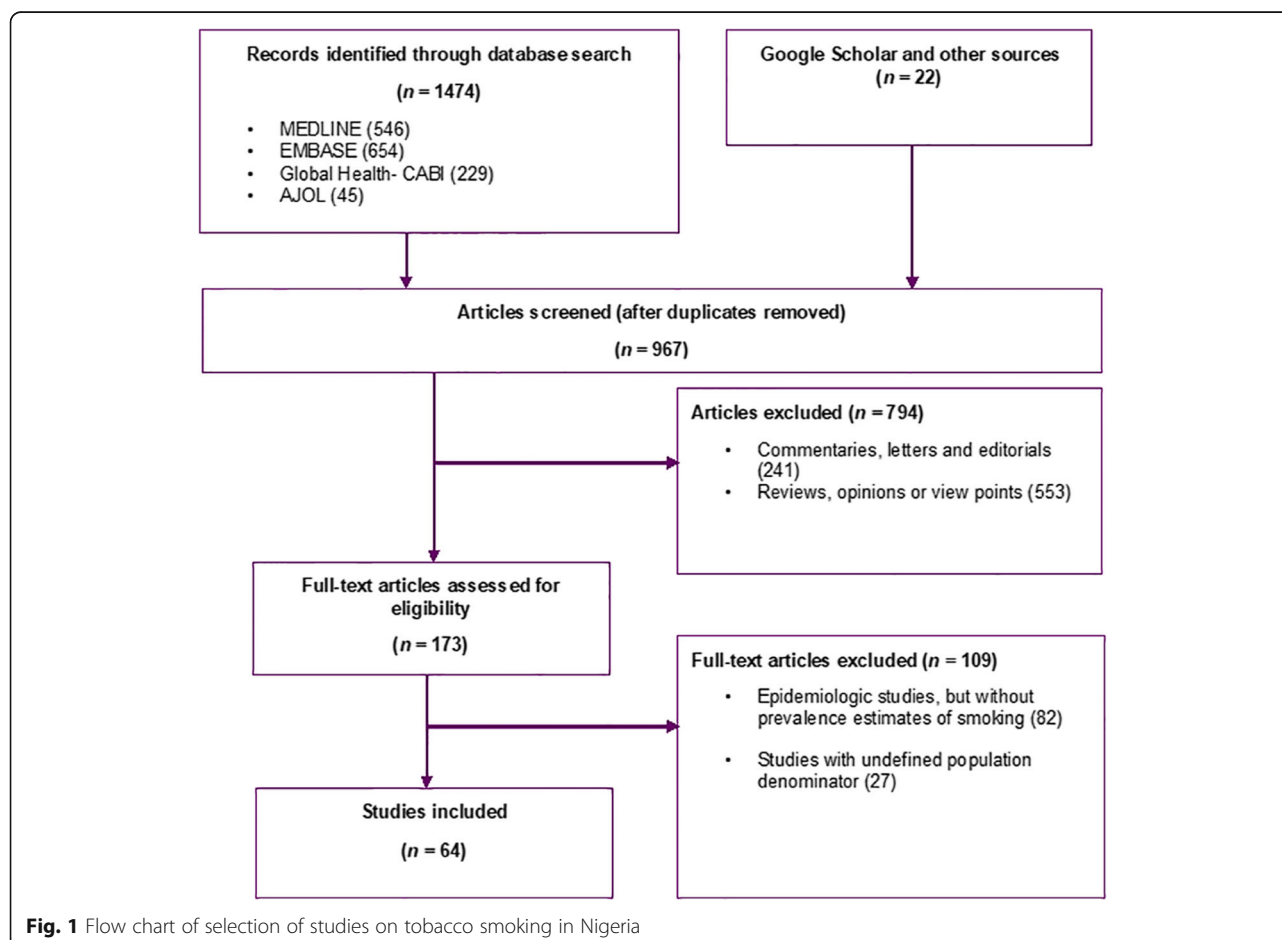 Records identified through database search
(n = 1474)
• MEDLINE (546)
• EMBASE (654)
• Global Health- CABI (229)
• AJOL (45)
Google Scholar and other sources
(n = 22)
Articles screened (after duplicates removed)
(n = 967)
Articles excluded (n = 794)
• Commentaries, letters and editorials
(241)
• Reviews, opinions or view points (553)
Full-text articles assessed for
eligibility
(n = 173)
Full-text articles excluded (n = 109)
• Epidemiologic studies, but without
prevalence estimates of smoking (82)
• Studies with undefined population
denominator (27)
Studies included
(n = 64)
Fig. 1 Flow chart of selection of studies on tobacco smoking in Nigeria